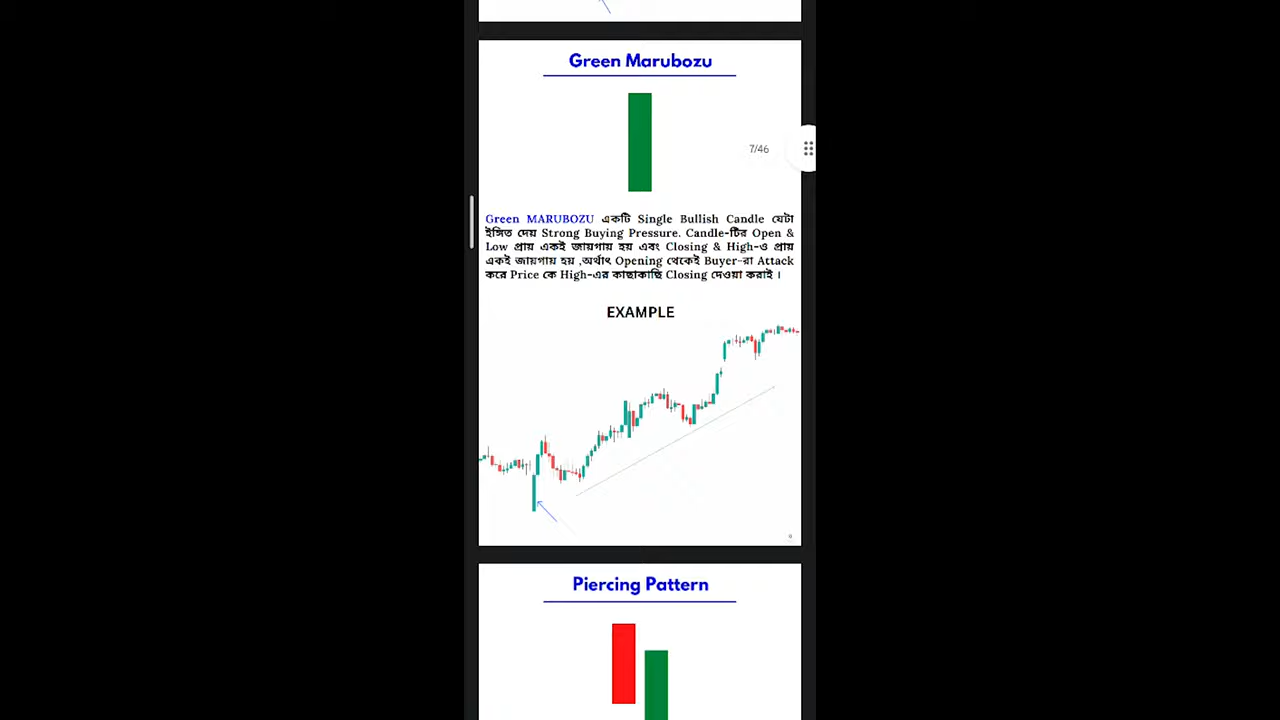 Green Marubozu
7/46
Green MARUBOZU একটি Single Bullish Candle যেটা
ইঙ্গিত দেয় Strong Buying Pressure. Candle-টির Open &
Low প্রায় একই জায়গায় হয় এবং Closing & High-ও প্রায়
একই জায়গায় হয় ,অর্থাৎ Opening থেকেই Buyer-রা Attack
করে Price কে High-এর কাছাকাছি Closing দেওয়া করাই ।
EXAMPLE
Piercing Pattern